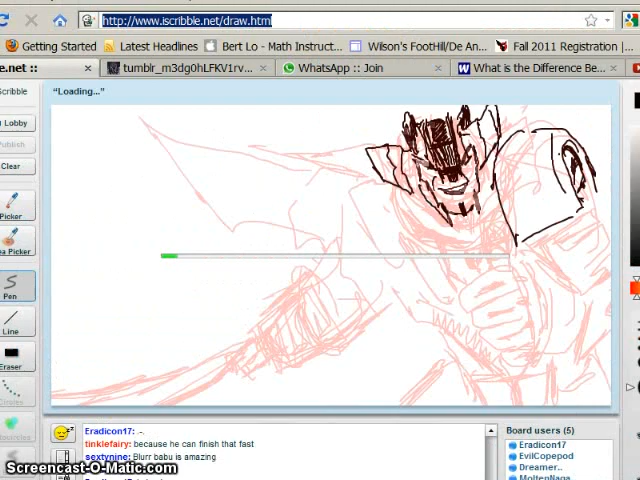 http://www.iscribble.net/draw.html
Getting Started Latest Headlines Bert Lo - Math Instruct... Wilson's FootHill/De An... Fall 2011 Registration |...
e.net :: tumblr_m3dg0hLFKV1rv... WhatsApp :: Join What is the Difference Be...
Scribble
"Loading..."
Lobby
Publish
Clear
Picker
ea Picker
Pen
Line
Eraser
Eradicon17: .-.
tinklefairy: because he can finish that fast
sextynine: Blurr babu is amazing
Board users (5)
Eradicon17
EvilCopepod
Dreamer..
MoltenNaga
Screencast-O-Matic.com